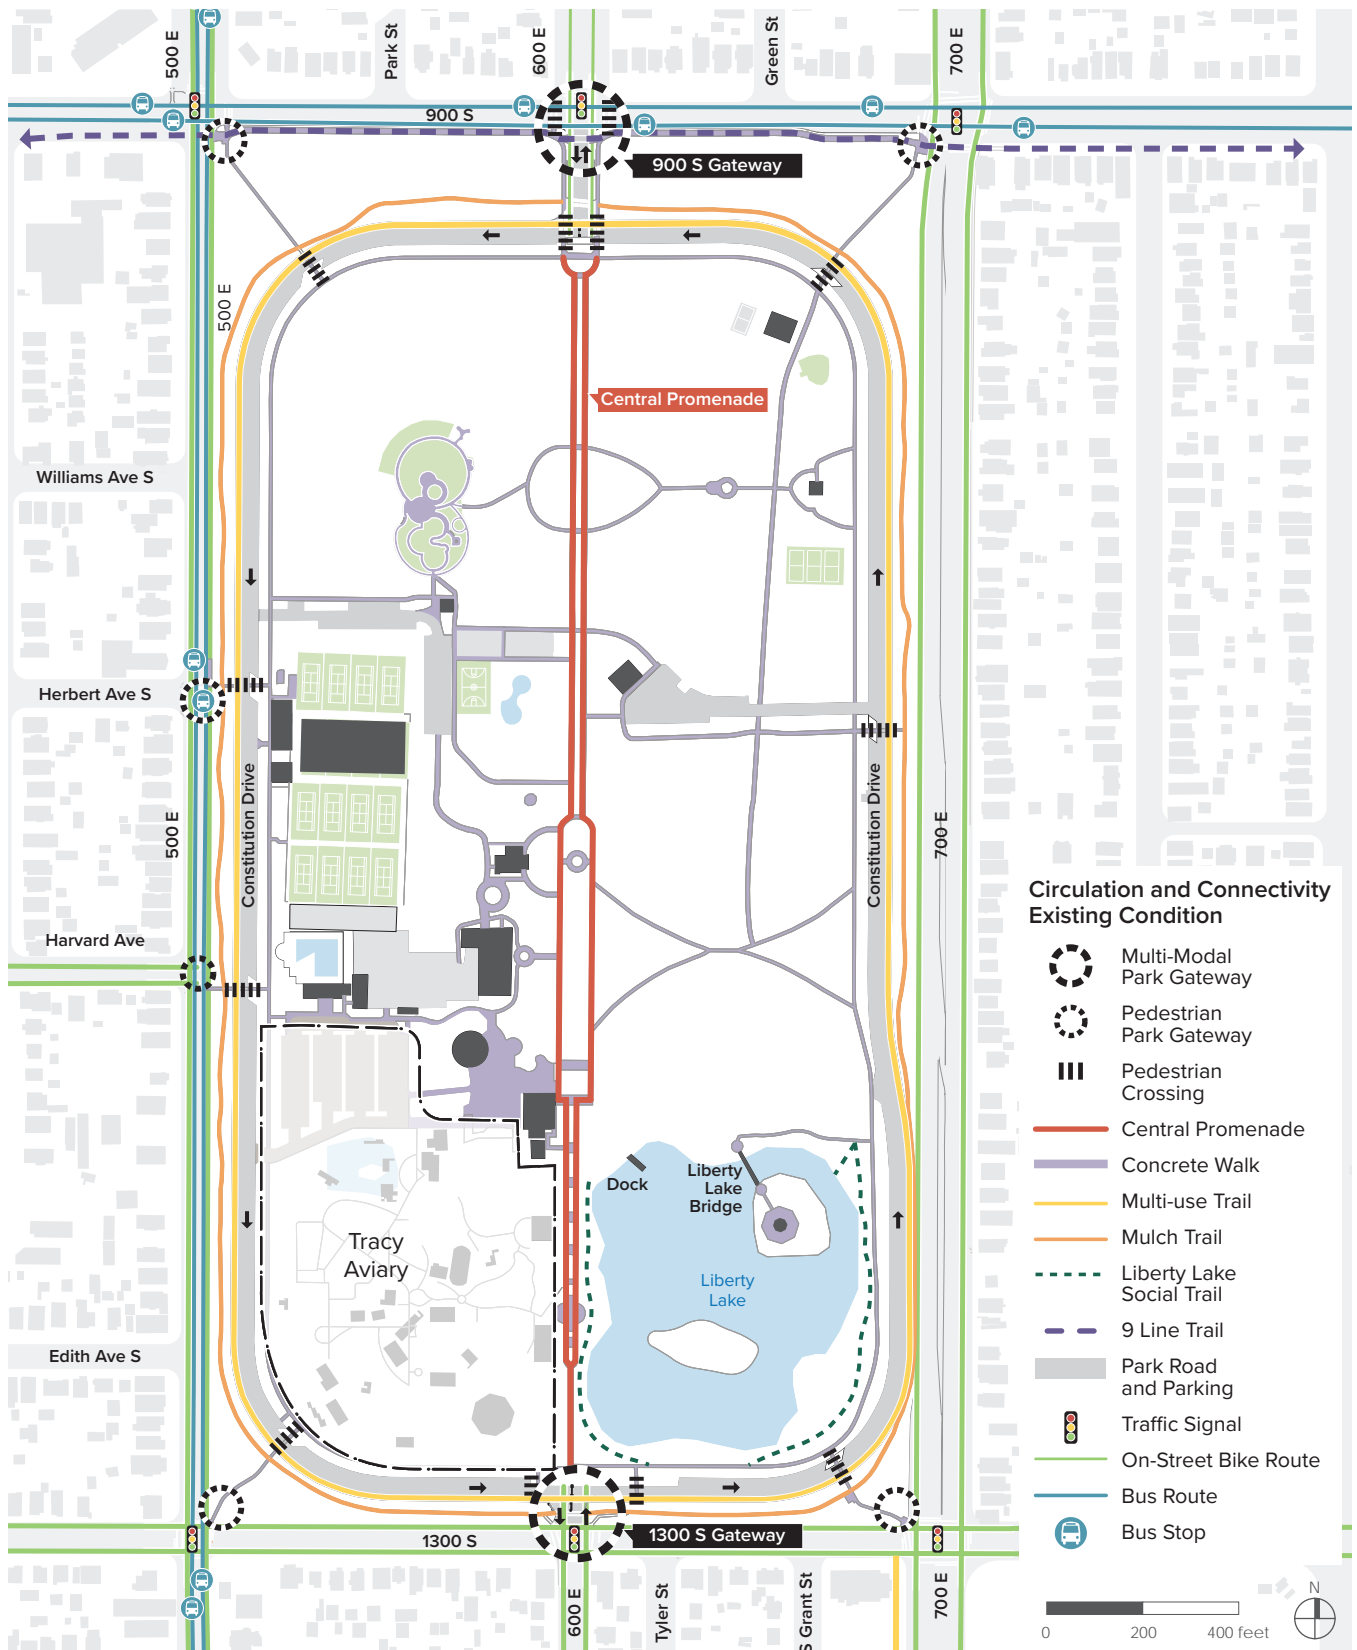 500 E
Park St
600 E
Green St
700 E
900 S
900 S Gateway
500 E
Central Promenade
Williams Ave S
Herbert Ave S
500 E
Constitution Drive
Constitution Drive
700 E
Harvard Ave
Circulation and Connectivity
Existing Condition
Multi-Modal
Park Gateway
Pedestrian
Park Gateway
Pedestrian
Crossing
Central Promenade
Concrete Walk
Multi-use Trail
Mulch Trail
Liberty Lake
Social Trail
9 Line Trail
Park Road
and Parking
Traffic Signal
On-Street Bike Route
Bus Route
Bus Stop
Dock
Liberty
Lake
Bridge
Tracy
Aviary
Liberty
Lake
Edith Ave S
1300 S
1300 S Gateway
600 E
Tyler St
S Grant St
700 E
N
0
200
400 feet